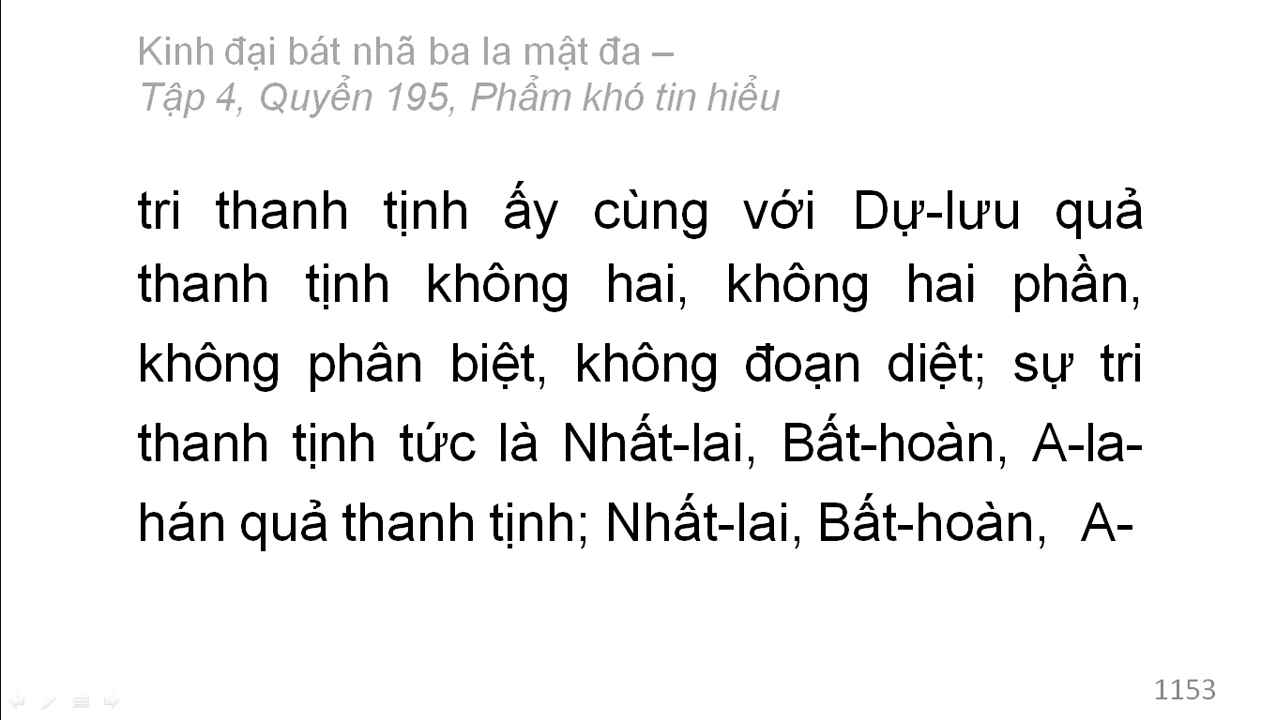 Kinh đại bát nhã ba la mật đa –
Tập 4, Quyển 195, Phẩm khó tin hiểu
tri thanh tịnh ấy cùng với Dự-lưu quả
thanh tịnh không hai, không hai phần,
không phân biệt, không đoạn diệt; sự tri
thanh tịnh tức là Nhất-lai, Bất-hoàn, A-la-
hán quả thanh tịnh; Nhất-lai, Bất-hoàn, A-
1153